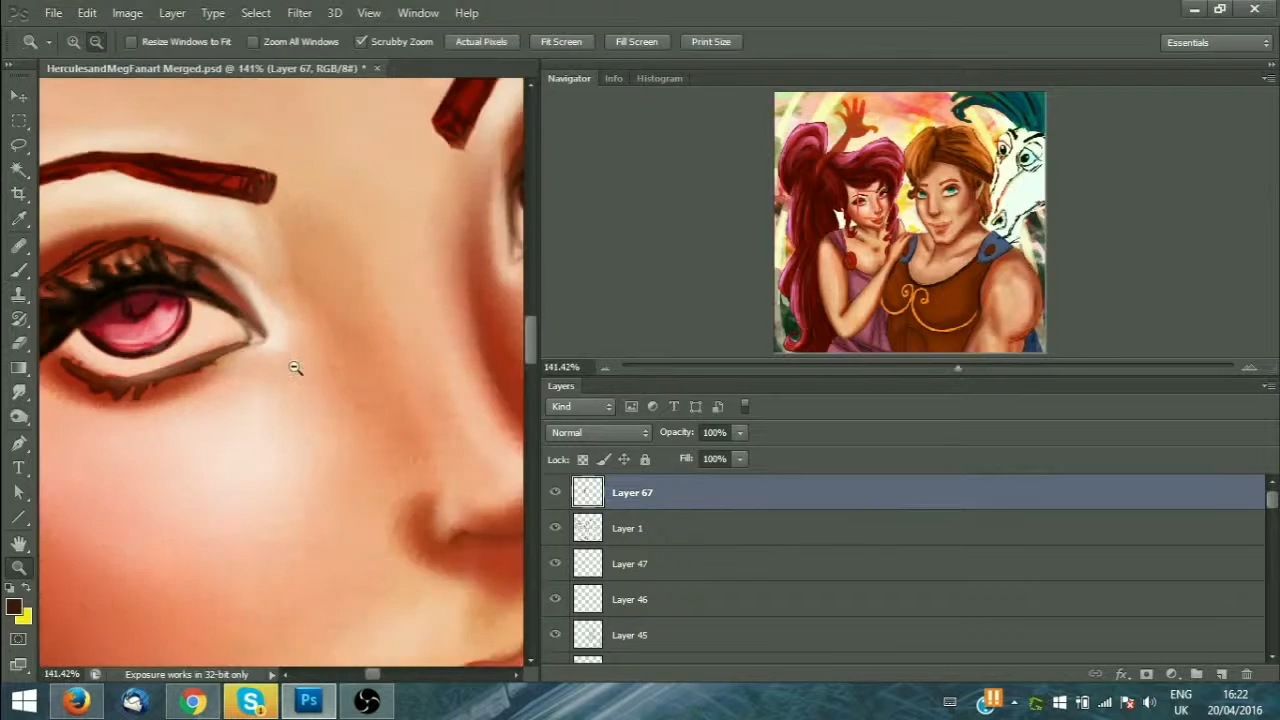 Ps File Edit Image Layer Type Select Filter 3D View Window Help
Resize Windows to Fit Zoom All Windows Scrubby Zoom Actual Pixels Fit Screen Fill Screen Print Size Essentials
HerculesandMegFanart Merged.psd @ 141% (Layer 67, RGB/8#) *
Navigator Info Histogram
141.42%
Layers
Kind
Normal Opacity: 100%
Lock: Fill: 100%
Layer 67
Layer 1
Layer 47
Layer 46
Layer 45
141.42% Exposure works in 32-bit only
Ps ENG 16:22
UK 20/04/2016